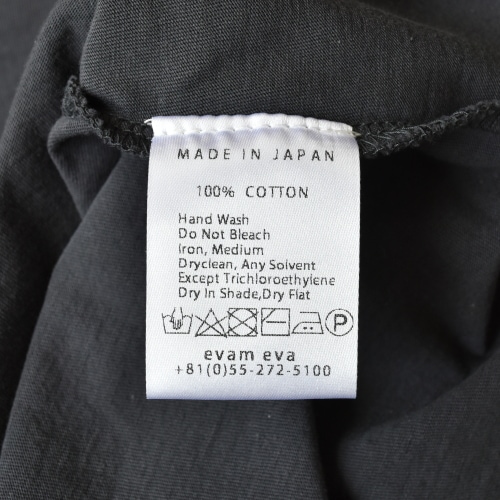 MADE IN JAPAN
100% COTTON
Hand Wash
Do Not Bleach
Iron, Medium
Dryclean, Any Solvent
Except Trichloroethylene
Dry In Shade,Dry Flat
P
evam eva
+81(0)55-272-5100